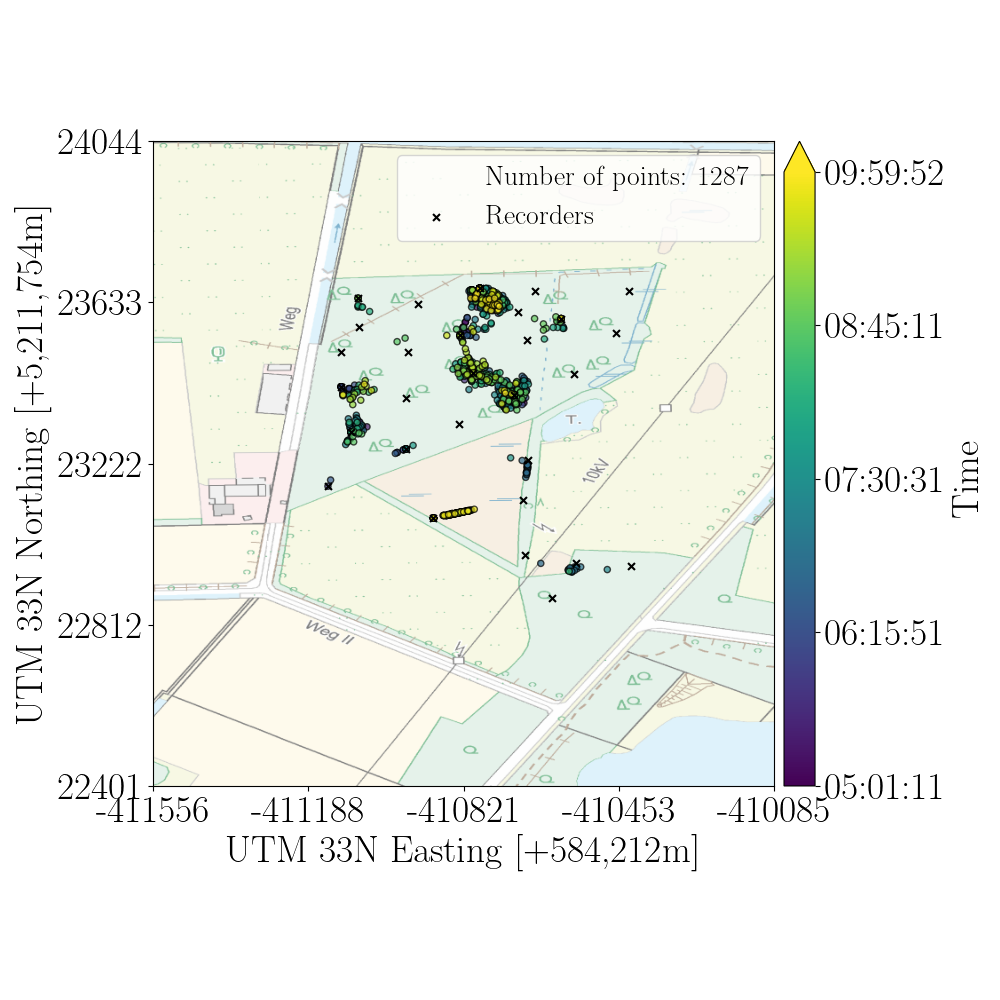 24044
23633
23222
22812
22401
UTM 33N Northing [+5,211,754m]
Number of points: 1287
Recorders
Weg
T.
10kV
Weg II
-411556
-411188
-410821
-410453
-410085
UTM 33N Easting [+584,212m]
09:59:52
08:45:11
07:30:31
06:15:51
05:01:11
Time